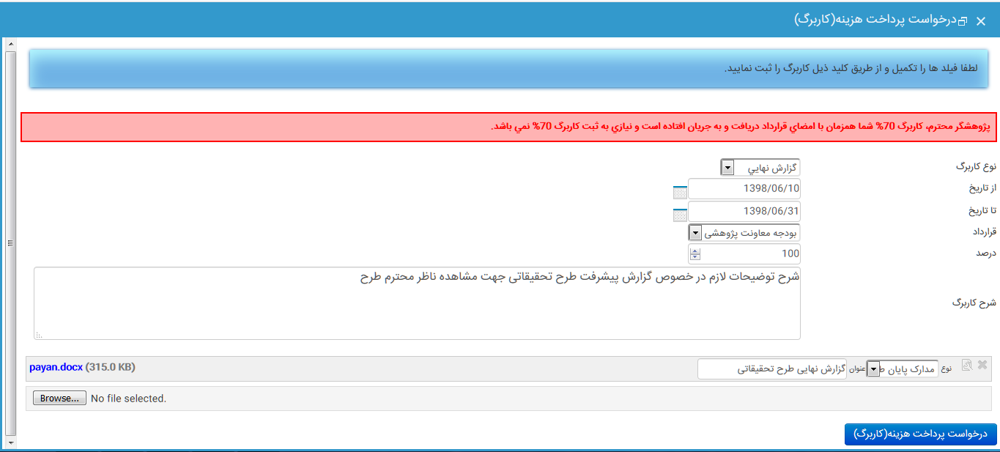 درخواست پرداخت هزینه(کاربرگ)
لطفا فیلد ها را تکمیل و از طریق کلید ذیل کاربرگ را ثبت نمایید.
پژوهشگر محترم، کاربرگ 70% شما همزمان با امضاي قرارداد دریافت و به جریان افتاده است و نیازي به ثبت کاربرگ 70% نمي باشد.
نوع کاربرگ گزارش نهايي
از تاریخ 1398/06/10
تا تاریخ 1398/06/31
قرارداد بودجه معاونت پژوهشی
درصد 100
شرح کاربرگ شرح توضیحات لازم در خصوص گزارش پیشرفت طرح تحقیقاتی جهت مشاهده ناظر محترم طرح
نوع مدارک پایان ط عنوان گزارش نهایی طرح تحقیقاتی payan.docx (315.0 KB)
Browse... No file selected.
درخواست پرداخت هزینه(کاربرگ)